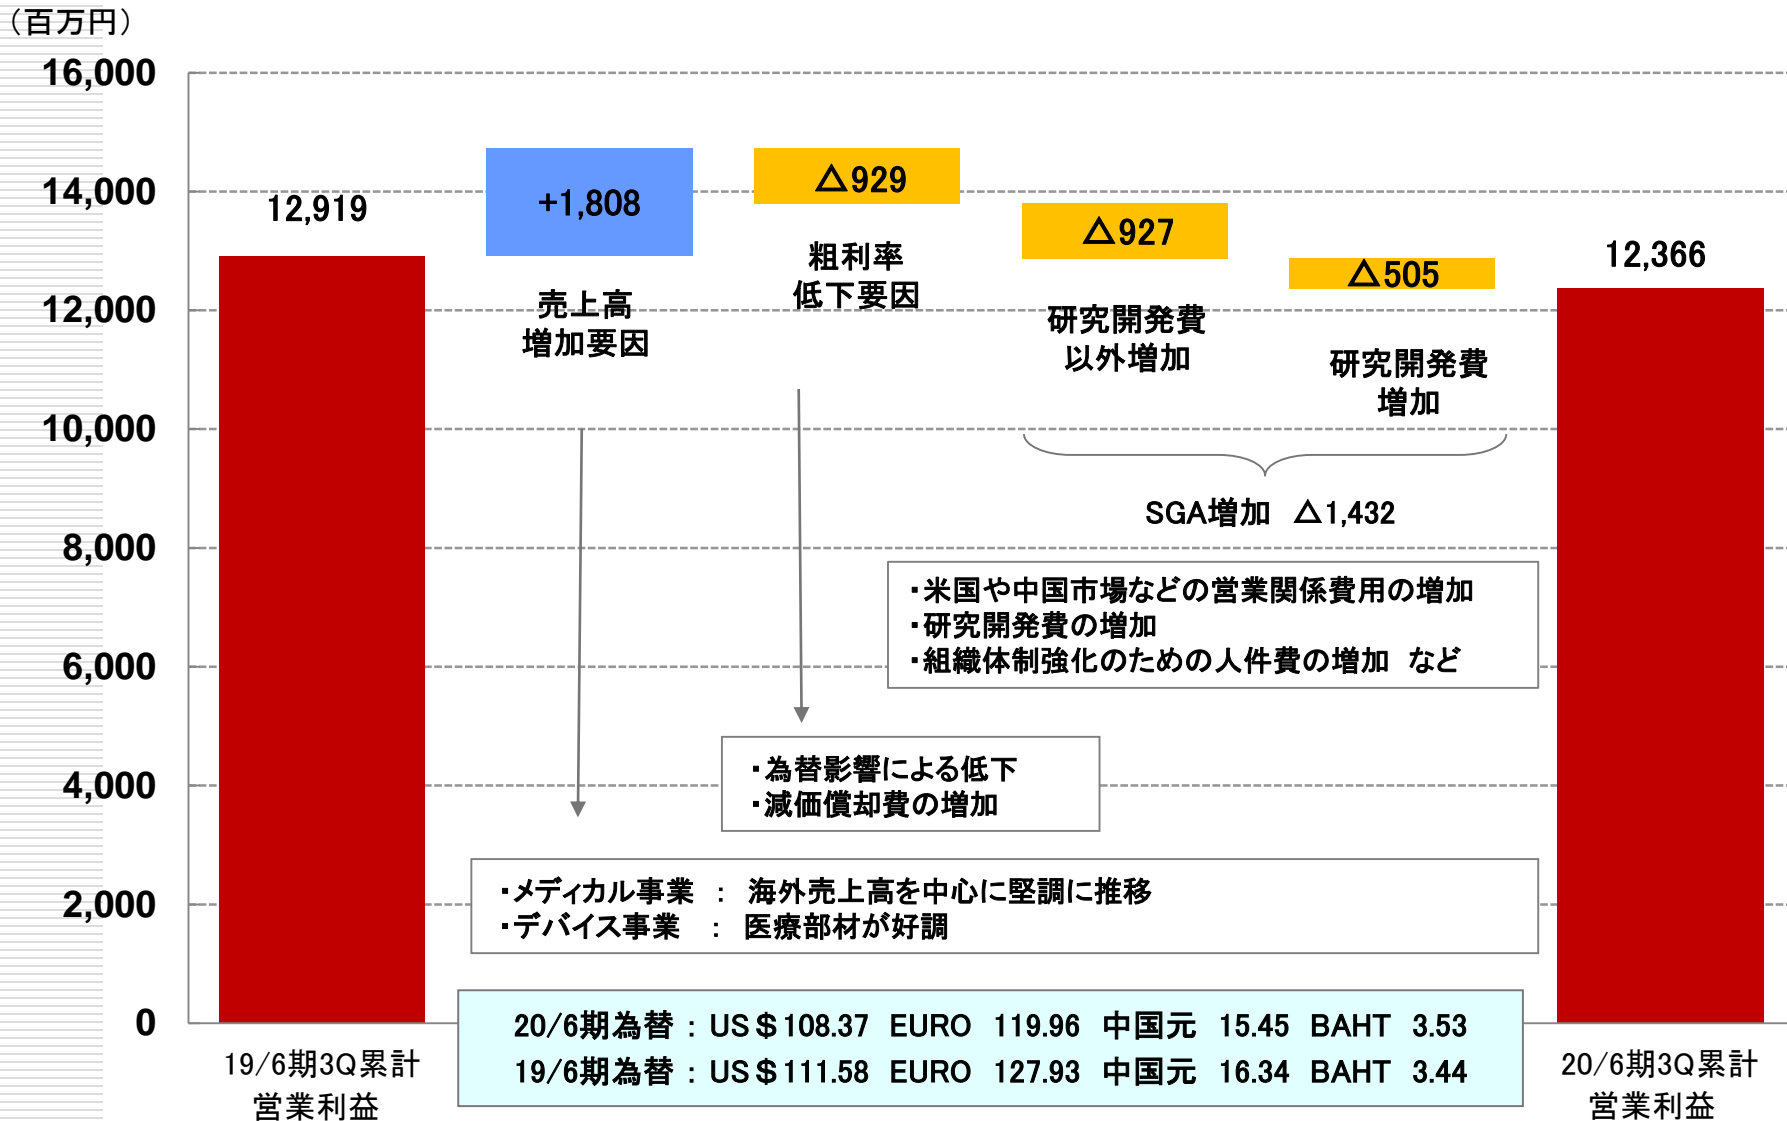 （百万円）
16,000
14,000
12,000
10,000
8,000
6,000
4,000
2,000
0
12,919
+1,808
売上高
増加要因
△929
粗利率
低下要因
△927
研究開発費
以外増加
△505
研究開発費
増加
12,366
SGA増加　△1,432
・米国や中国市場などの営業関係費用の増加
・研究開発費の増加
・組織体制強化のための人件費の増加　など
・為替影響による低下
・減価償却費の増加
・メディカル事業　：　海外売上高を中心に堅調に推移
・デバイス事業　：　医療部材が好調
20/6期為替：US＄108.37　EURO　119.96　中国元　15.45　BAHT　3.53
19/6期為替：US＄111.58　EURO　127.93　中国元　16.34　BAHT　3.44
19/6期3Q累計
営業利益
20/6期3Q累計
営業利益